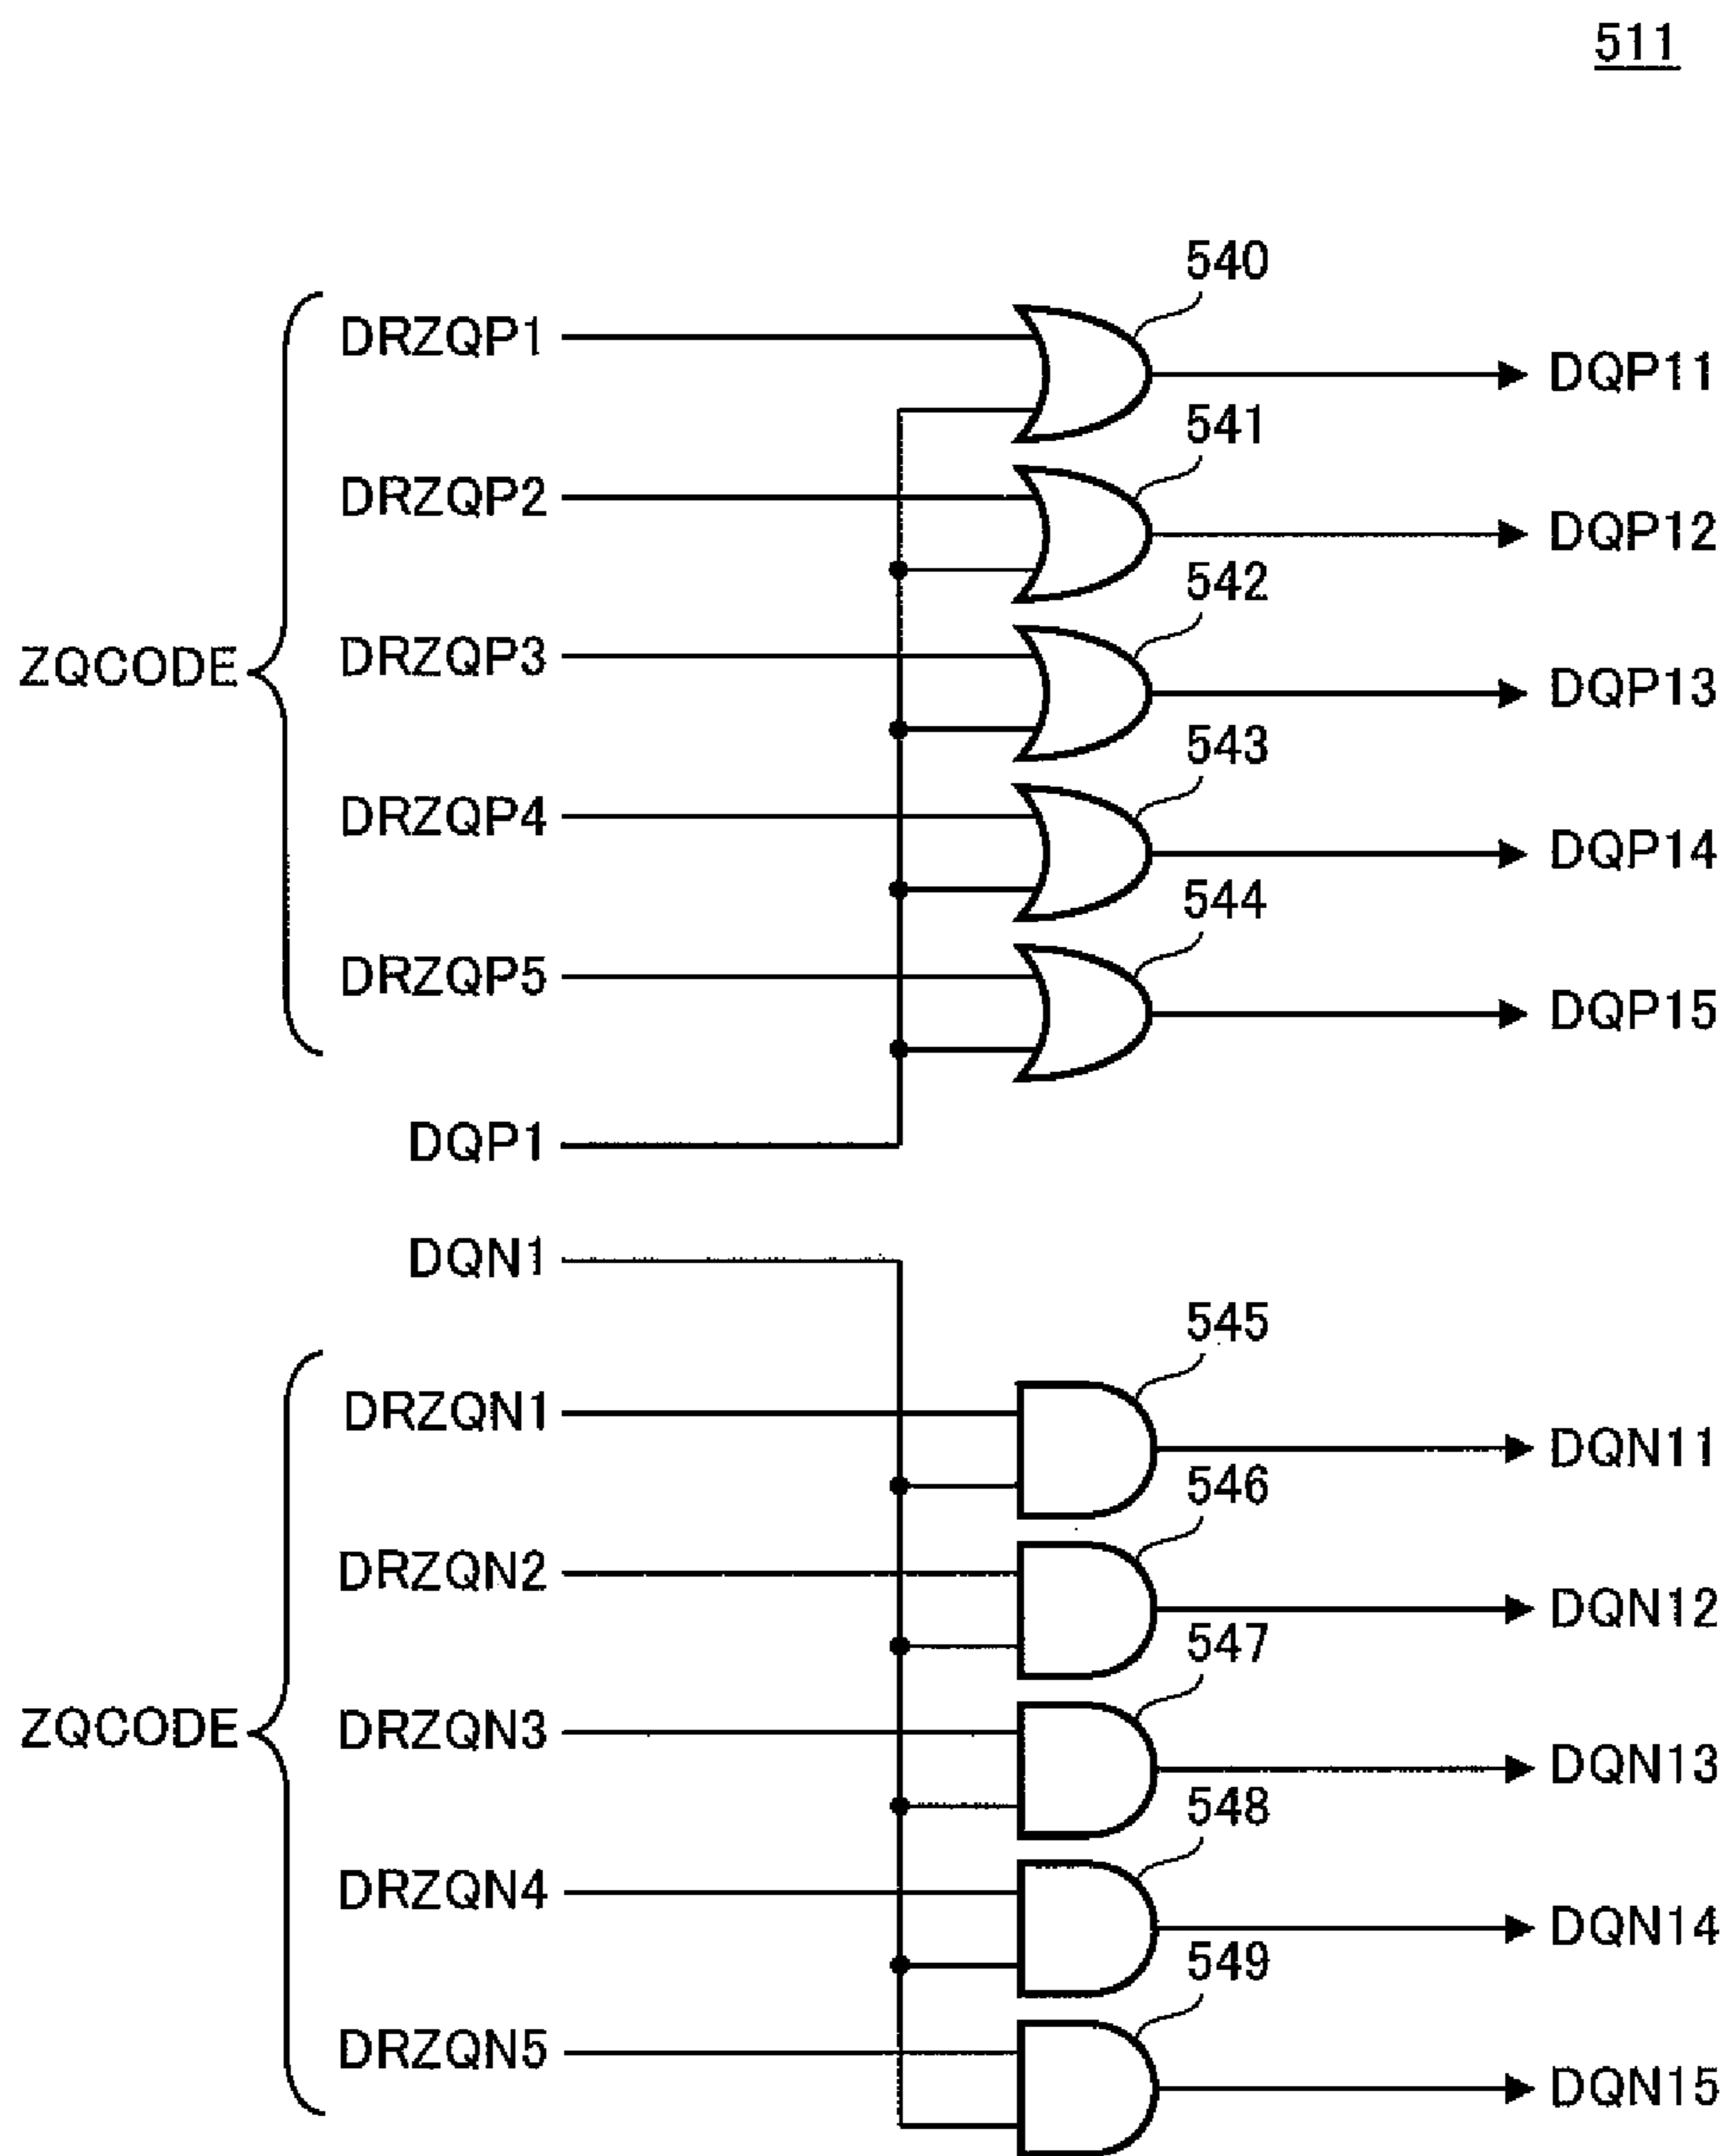 511
540
DRZQP1
DQP11
541
DRZQP2
DQP12
542
ZQCODE
DRZQP3
DQP13
543
DRZQP4
DQP14
544
DRZQP5
DQP15
DQP1
DQN1
545
DRZQN1
DQN11
546
DRZQN2
DQN12
547
ZQCODE
DRZQN3
DQN13
548
DRZQN4
DQN14
549
DRZQN5
DQN15